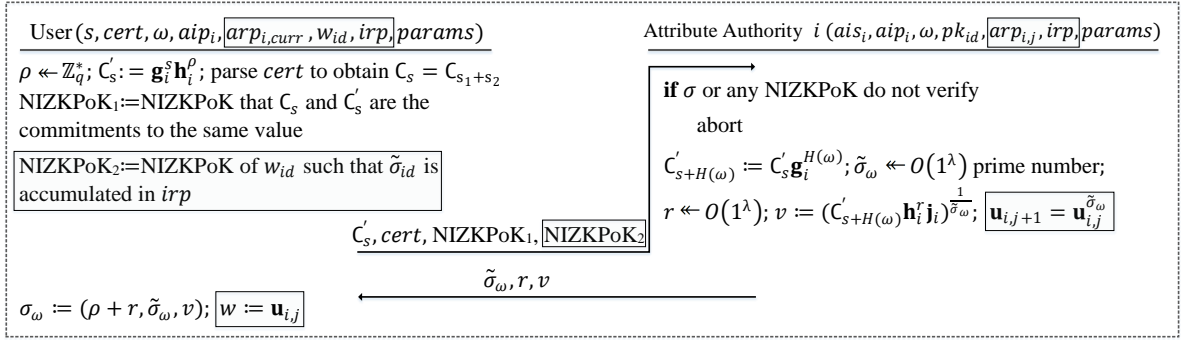 User(s, cert, ω, aip_i, arp_{i,curr}, w_{id}, irp, params)
ρ ↞ ℤ_q^*; C_s^' := g_i^s h_i^ρ; parse cert to obtain C_s = C_{s_1+s_2}
NIZKPoK_1:=NIZKPoK that C_s and C_s^' are the
commitments to the same value
NIZKPoK_2:=NIZKPoK of w_{id} such that σ̃_{id} is
accumulated in irp
C_s^', cert, NIZKPoK_1, NIZKPoK_2
Attribute Authority i (ais_i, aip_i, ω, pk_{id}, arp_{i,j}, irp, params)
if σ or any NIZKPoK do not verify
abort
C_{s+H(ω)}^' := C_s^' g_i^{H(ω)}; σ̃_ω ↞ O(1^λ) prime number;
r ↞ O(1^λ); v := (C_{s+H(ω)}^' h_i^r j_i)^{1/σ̃_ω}; u_{i,j+1} = u_{i,j}^{σ̃_ω}
σ̃_ω, r, v
σ_ω := (ρ + r, σ̃_ω, v); w := u_{i,j}